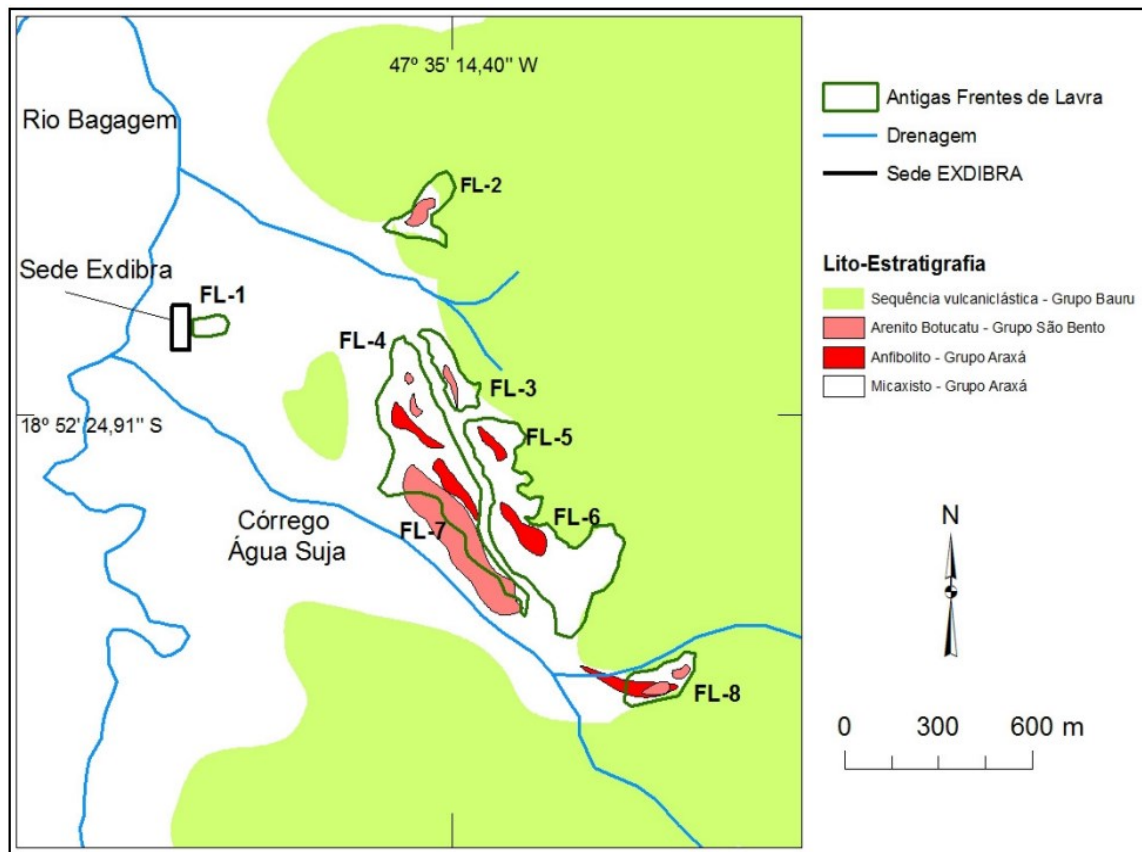 47º 35' 14,40'' W
Rio Bagagem
FL-2
Sede Exdibra
FL-1
FL-4
FL-3
18º 52' 24,91'' S
FL-5
FL-6
Córrego
Água Suja
FL-7
FL-8
Antigas Frentes de Lavra
Drenagem
Sede EXDIBRA
Lito-Estratigrafia
Sequência vulcaniclástica - Grupo Bauru
Arenito Botucatu - Grupo São Bento
Anfibolito - Grupo Araxá
Micaxisto - Grupo Araxá
N
0 300 600 m